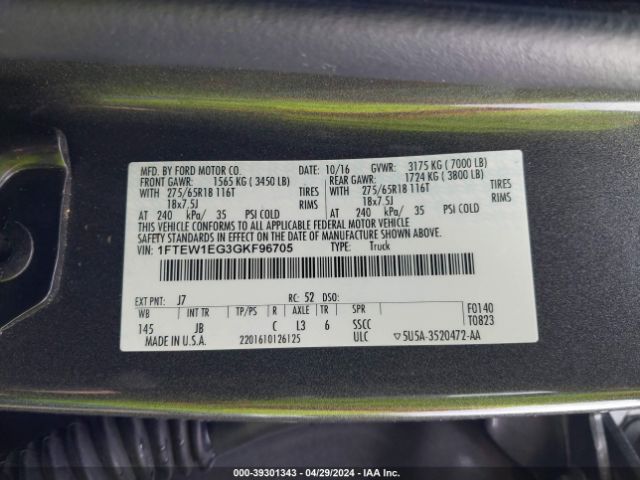 MFD. BY FORD MOTOR CO. DATE: 10/16 GVWR: 3175 KG ( 7000 LB)
FRONT GAWR: 1565 KG ( 3450 LB) REAR GAWR: 1724 KG ( 3800 LB)
WITH 275/65R18 116T TIRES WITH 275/65R18 116T TIRES
18x7.5J RIMS 18x7.5J RIMS
AT 240 kPa/ 35 PSI COLD AT 240 kPa/ 35 PSI COLD
THIS VEHICLE CONFORMS TO ALL APPLICABLE FEDERAL MOTOR VEHICLE
SAFETY STANDARDS IN EFFECT ON THE DATE OF MANUFACTURE SHOWN ABOVE.
VIN: 1FTEW1EG3GKF96705 TYPE: Truck
EXT PNT: J7 RC: 52 DSO: F0140
WB INT TR TP/PS R AXLE TR SPR T0823
145 JB C L3 6 SSCC
MADE IN U.S.A. 2201610126125 ULC ▽5U5A-3520472-AA
000-39301343 / 04/29/2024 - IAA Inc.